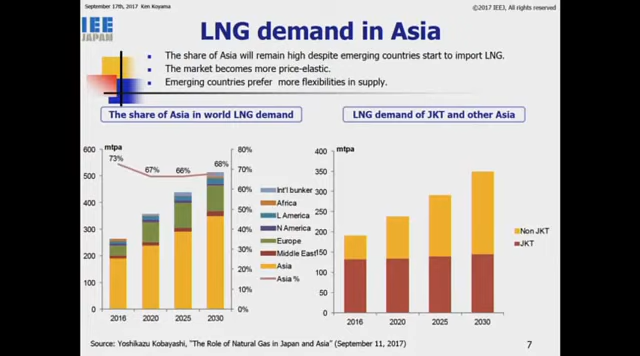 September 17th, 2017 Ken Koyama
©2017 IEEJ, All rights reserved
IEE
JAPAN
LNG demand in Asia
The share of Asia will remain high despite emerging countries start to import LNG.
The market becomes more price-elastic.
Emerging countries prefer more flexibilities in supply.
The share of Asia in world LNG demand
LNG demand of JKT and other Asia
mtpa
600
500
400
300
200
100
0
73%
67%
66%
68%
80%
70%
60%
50%
40%
30%
20%
10%
0%
2016 2020 2025 2030
Int'l bunker
Africa
L America
N America
Europe
Middle East
Asia
Asia %
mtpa
400
350
300
250
200
150
100
50
0
2016 2020 2025 2030
Non JKT
JKT
Source: Yoshikazu Kobayashi, "The Role of Natural Gas in Japan and Asia" (September 11, 2017)
7